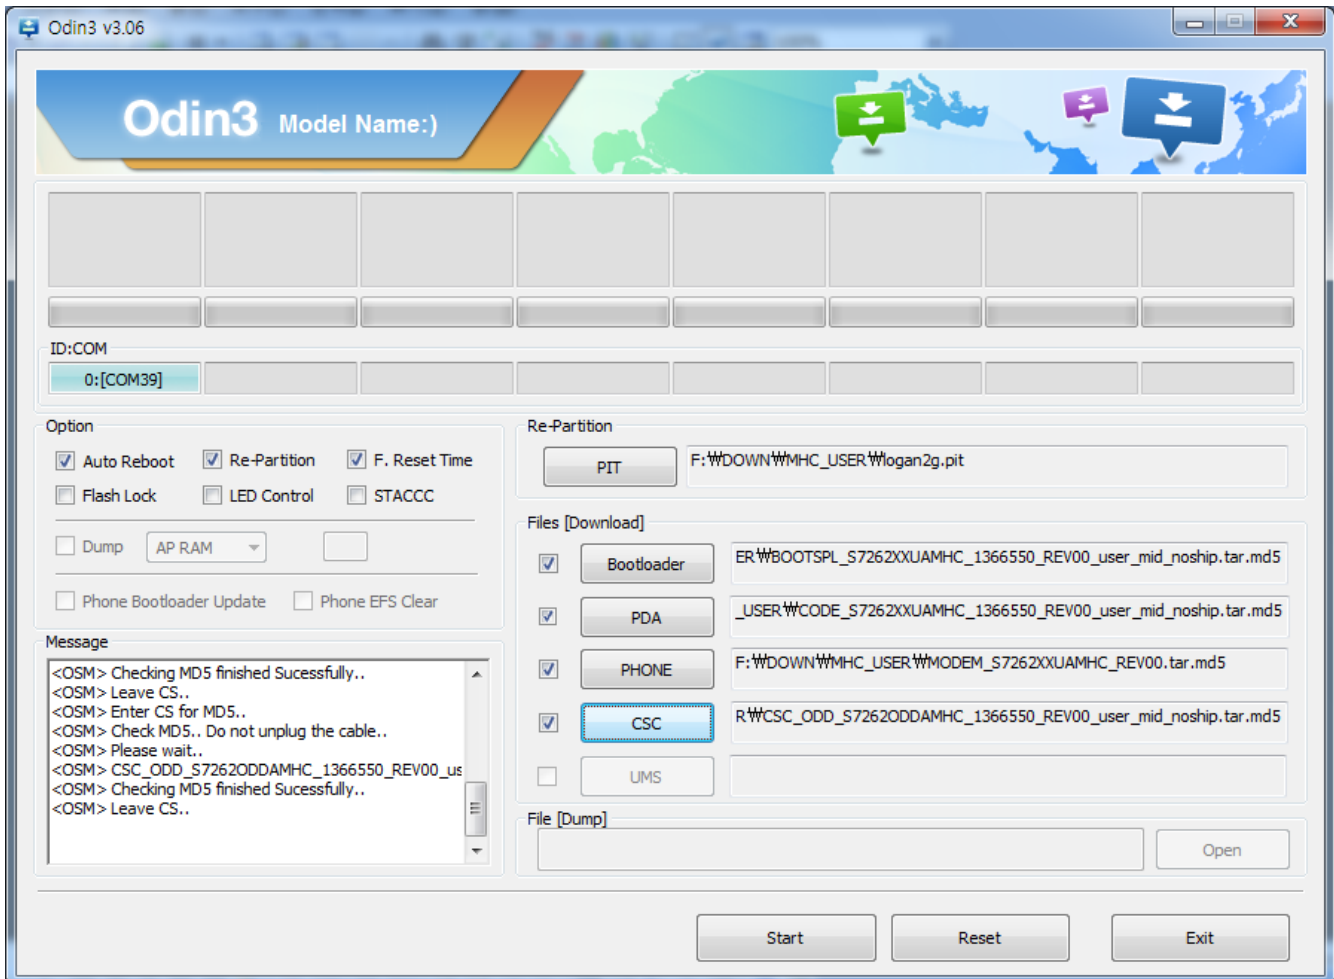 Odin3 v3.06
Odin3 Model Name:)
ID:COM
0:[COM39]
Option
Auto Reboot Re-Partition F. Reset Time
Flash Lock LED Control STACCC
Dump AP RAM
Phone Bootloader Update Phone EFS Clear
Message
<OSM> Checking MD5 finished Sucessfully..
<OSM> Leave CS..
<OSM> Enter CS for MD5..
<OSM> Check MD5.. Do not unplug the cable..
<OSM> Please wait..
<OSM> CSC_ODD_S7262ODDAMHC_1366550_REV00_us
<OSM> Checking MD5 finished Sucessfully..
<OSM> Leave CS..
Re-Partition
PIT F:₩DOWN₩MHC_USER₩logan2g.pit
Files [Download]
Bootloader ER₩BOOTSPL_S7262XXUAMHC_1366550_REV00_user_mid_noship.tar.md5
PDA _USER₩CODE_S7262XXUAMHC_1366550_REV00_user_mid_noship.tar.md5
PHONE F:₩DOWN₩MHC_USER₩MODEM_S7262XXUAMHC_REV00.tar.md5
CSC R₩CSC_ODD_S7262ODDAMHC_1366550_REV00_user_mid_noship.tar.md5
UMS
File [Dump]
Open
Start Reset Exit